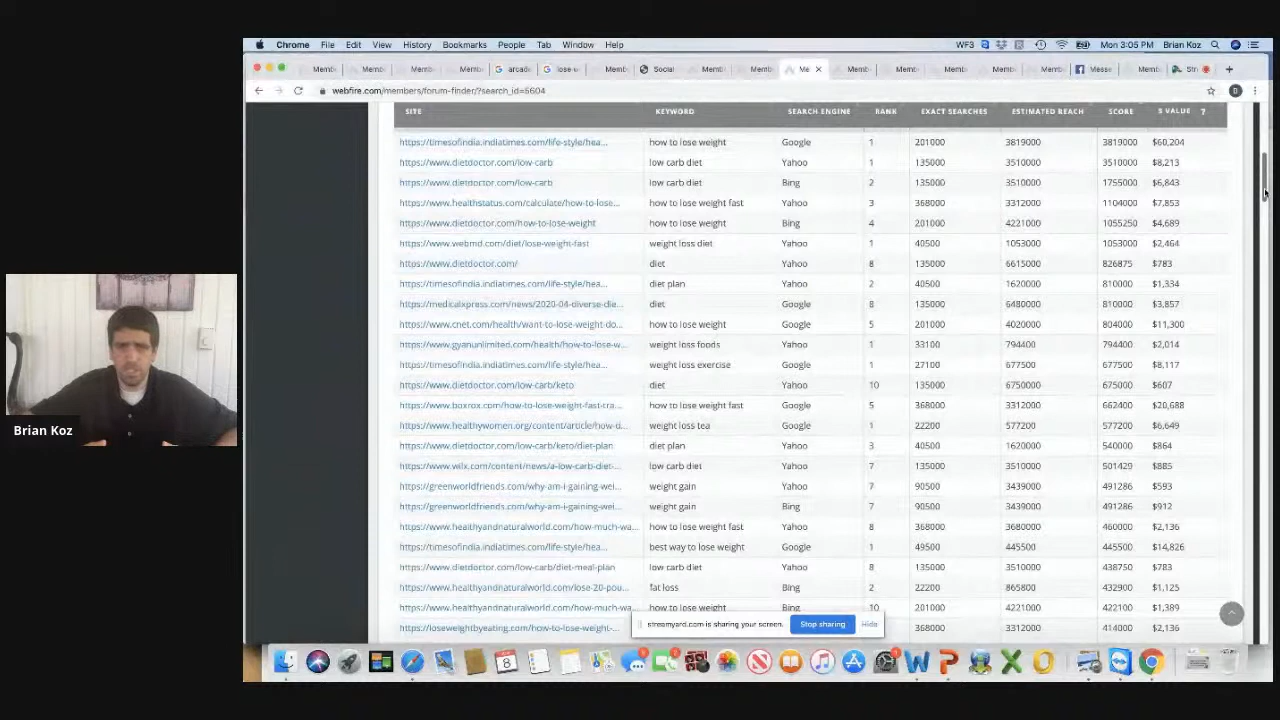 Chrome File Edit View History Bookmarks People Tab Window Help WF3 Mon 3:05 PM Brian Koz
Memb Memb Memb Memb arcad lose w Memb Social Memb Memb Me Memb Memb Memb Memb Memb Messe Memb Str
webfire.com/members/forum-finder/?search_id=5604
SITE KEYWORD SEARCH ENGINE RANK EXACT SEARCHES ESTIMATED REACH SCORE $ VALUE ?
https://timesofindia.indiatimes.com/life-style/hea... how to lose weight Google 1 201000 3819000 3819000 $60,204
https://www.dietdoctor.com/low-carb low carb diet Yahoo 1 135000 3510000 3510000 $8,213
https://www.dietdoctor.com/low-carb low carb diet Bing 2 135000 3510000 1755000 $6,843
https://www.healthstatus.com/calculate/how-to-lose... how to lose weight fast Yahoo 3 368000 3312000 1104000 $7,853
https://www.dietdoctor.com/how-to-lose-weight how to lose weight Bing 4 201000 4221000 1055250 $4,689
https://www.webmd.com/diet/lose-weight-fast weight loss diet Yahoo 1 40500 1053000 1053000 $2,464
https://www.dietdoctor.com/ diet Yahoo 8 135000 6615000 826875 $783
https://timesofindia.indiatimes.com/life-style/hea... diet plan Yahoo 2 40500 1620000 810000 $1,334
https://medicalxpress.com/news/2020-04-diverse-die... diet Google 8 135000 6480000 810000 $3,857
https://www.cnet.com/health/want-to-lose-weight-do... how to lose weight Google 5 201000 4020000 804000 $11,300
https://www.gyanunlimited.com/health/how-to-lose-w... weight loss foods Google 1 33100 794400 794400 $2,014
https://timesofindia.indiatimes.com/life-style/hea... weight loss exercise Google 1 27100 677500 677500 $8,117
https://www.dietdoctor.com/low-carb/keto diet Yahoo 10 135000 6750000 675000 $607
https://www.boxrox.com/how-to-lose-weight-fast-tra... how to lose weight fast Google 5 368000 3312000 662400 $20,688
https://www.healthywomen.org/content/article/how-d... weight loss tea Google 1 22200 577200 577200 $6,649
https://www.dietdoctor.com/low-carb/keto/diet-plan diet plan Yahoo 3 40500 1620000 540000 $864
https://www.wilx.com/content/news/a-low-carb-diet-... low carb diet Yahoo 7 135000 3510000 501429 $885
https://greenworldfriends.com/why-am-i-gaining-wei... weight gain Yahoo 7 90500 3439000 491286 $593
https://greenworldfriends.com/why-am-i-gaining-wei... weight gain Bing 7 90500 3439000 491286 $912
https://www.healthyandnaturalworld.com/how-much-wa... how to lose weight fast Yahoo 8 368000 3680000 460000 $2,136
https://timesofindia.indiatimes.com/life-style/hea... best way to lose weight Google 1 49500 445500 445500 $14,826
https://www.dietdoctor.com/low-carb/diet-meal-plan low carb diet Yahoo 8 135000 3510000 438750 $783
https://www.healthyandnaturalworld.com/lose-20-pou... fat loss Bing 2 22200 865800 432900 $1,125
https://www.healthyandnaturalworld.com/how-much-wa... how to lose weight Bing 10 201000 4221000 422100 $1,389
https://loseweightbyeating.com/how-to-lose-weight-... 368000 3312000 414000 $2,136
streamyard.com is sharing your screen. Stop sharing Hide
Brian Koz